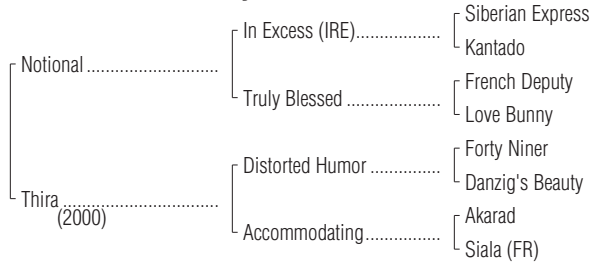 Siberian Express
In Excess (IRE)..................
Kantado
Notional ............................
French Deputy
Truly Blessed ....................
Love Bunny
Forty Niner
Distorted Humor ...............
Danzig's Beauty
Thira ...........................
(2000)
Akarad
Accommodating................
Siala (FR)